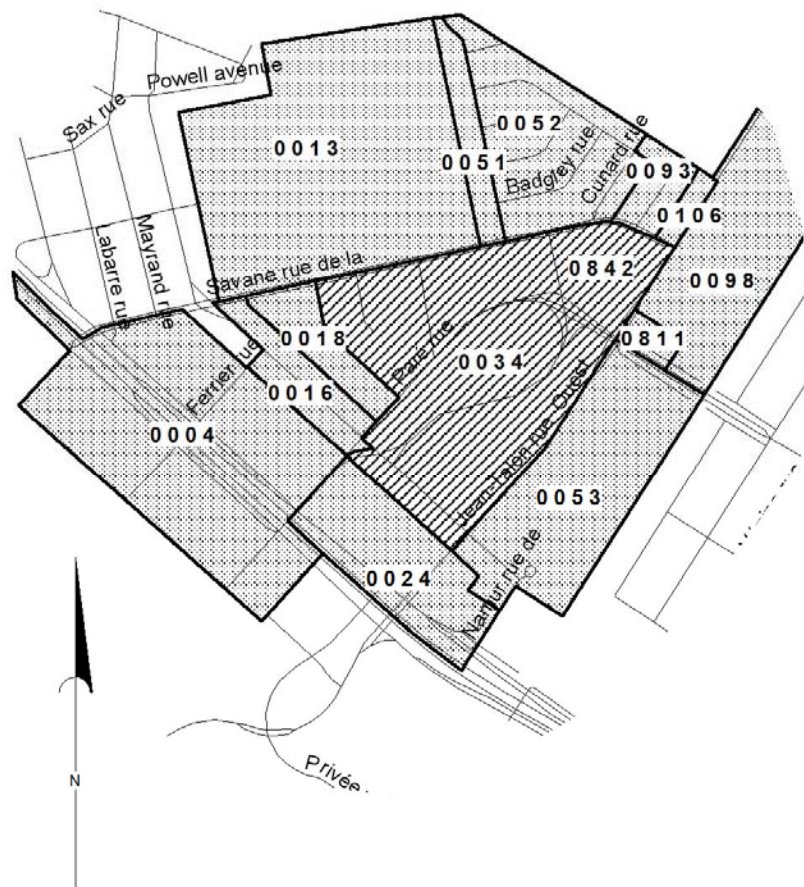 Powell avenue
Sax rue
0013
0052
0051
Badgley rue
Cunard rue
0093
0106
Mayrand rue
Labarre rue
Savane rue de la
0842
0098
0018
0811
Paré rue
0034
Ferrier rue
0016
0004
Jean-Talon rue Ouest
0053
0024
Namur rue de
N
Privée